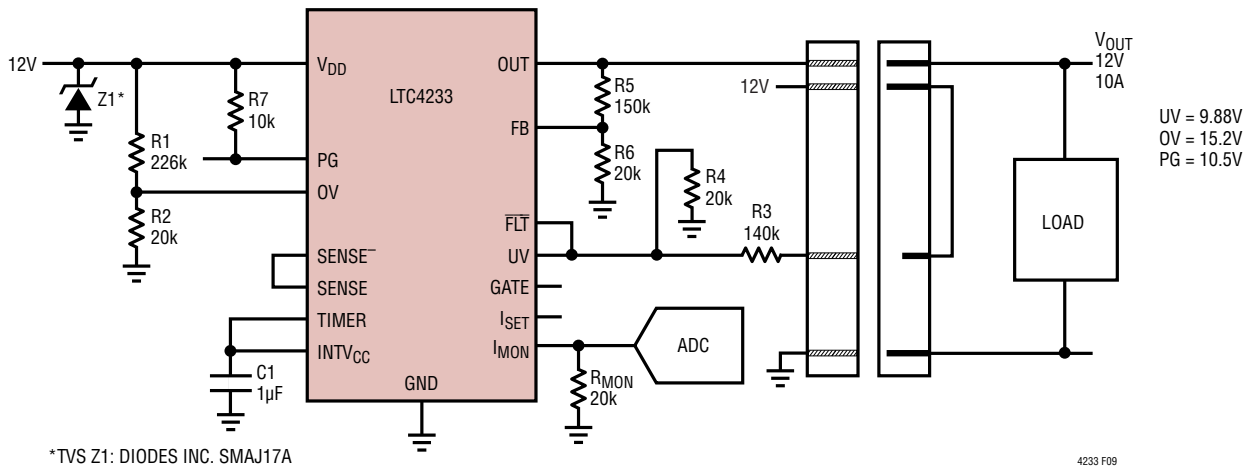 12V
Z1*
R1
226k
R2
20k
R7
10k
VDD
PG
OV
SENSE–
SENSE
TIMER
INTVCC
C1
1µF
LTC4233
GND
OUT
FB
FLT
UV
GATE
ISET
IMON
R5
150k
R6
20k
R4
20k
R3
140k
RMON
20k
ADC
12V
VOUT
12V
10A
LOAD
UV = 9.88V
OV = 15.2V
PG = 10.5V
*TVS Z1: DIODES INC. SMAJ17A
4233 F09